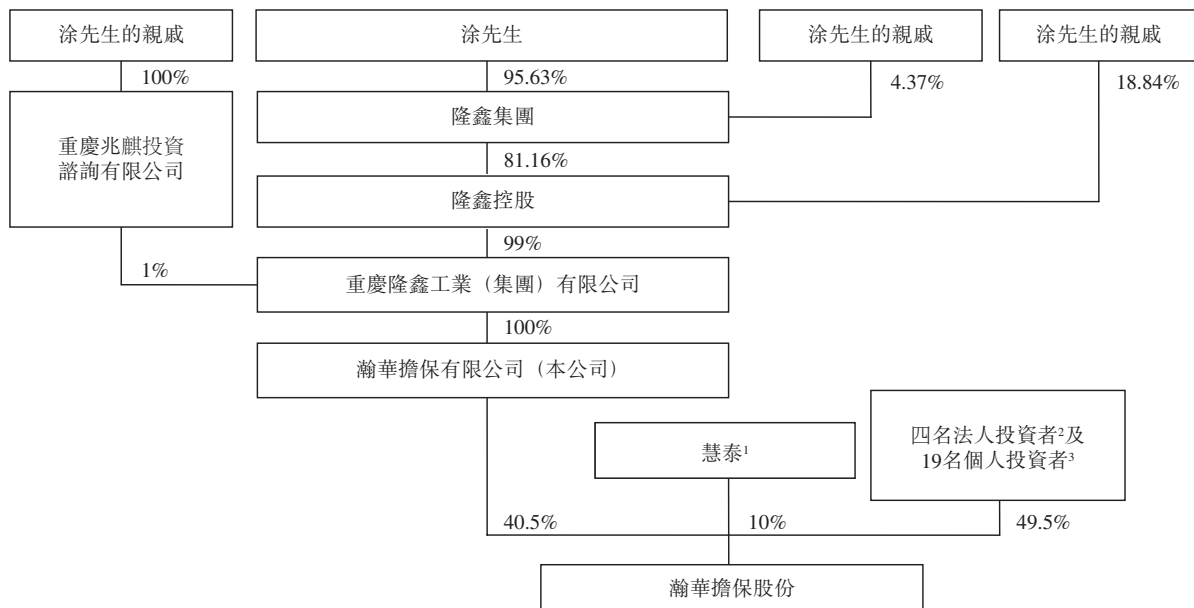 涂先生的親戚
涂先生
涂先生的親戚
涂先生的親戚
100%
95.63%
4.37%
18.84%
重慶兆麒投資
諮詢有限公司
隆鑫集團
81.16%
隆鑫控股
99%
1%
重慶隆鑫工業（集團）有限公司
100%
瀚華擔保有限公司（本公司）
慧泰¹
四名法人投資者²及
19名個人投資者³
40.5%
10%
49.5%
瀚華擔保股份